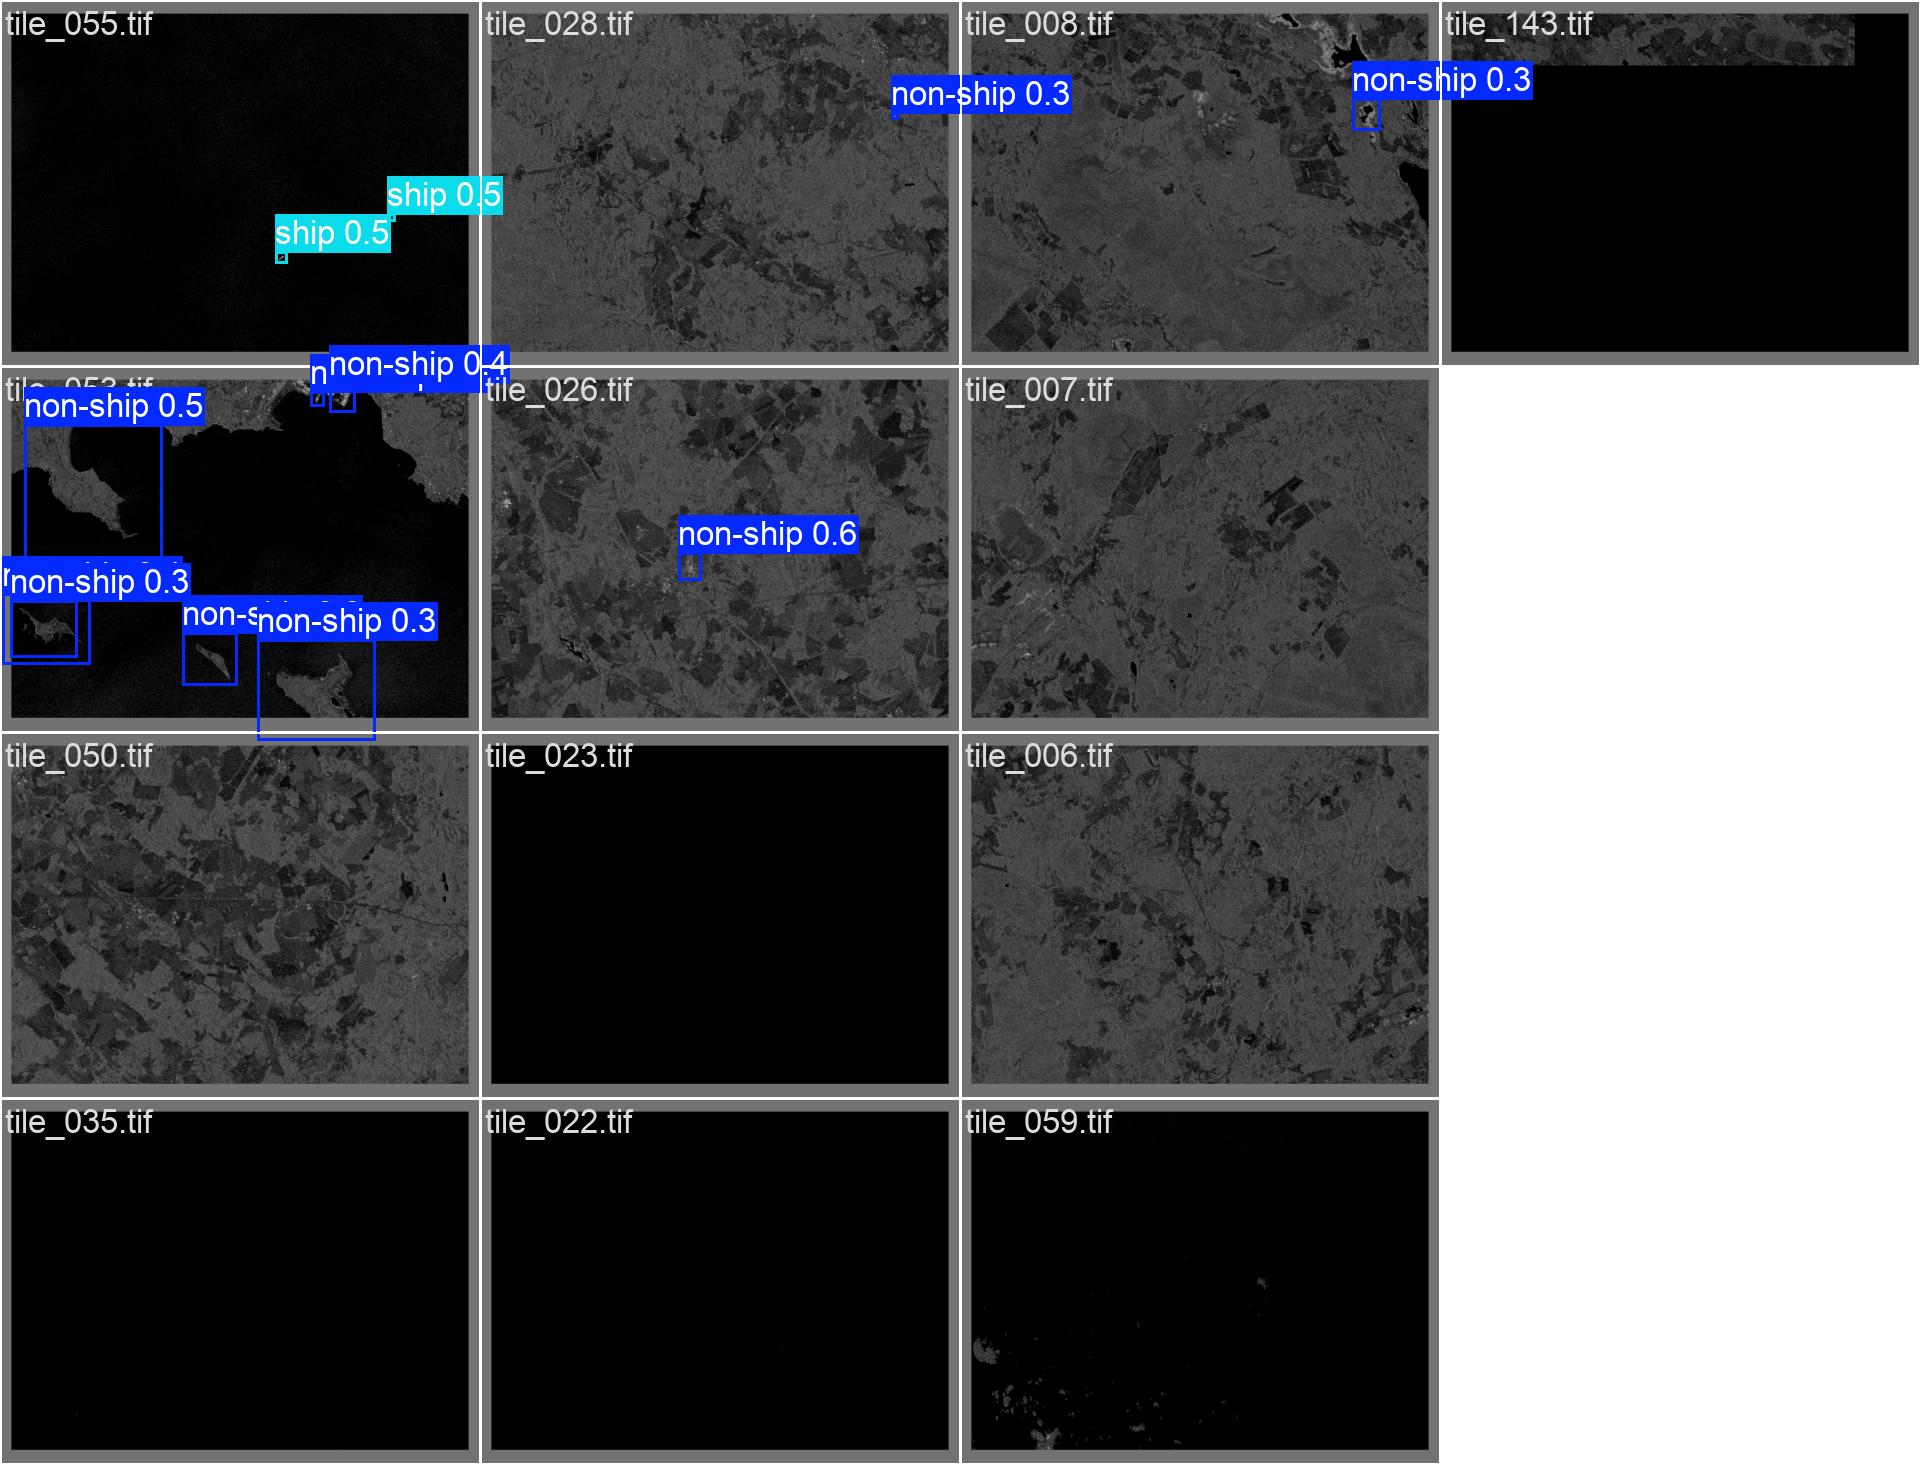 tile_055.tif
tile_028.tif
tile_008.tif
tile_143.tif
non-ship 0.3
non-ship 0.3
ship 0.5
ship 0.5
non-ship 0.4
tile_053.tif
tile_026.tif
tile_007.tif
non-ship 0.5
non-ship 0.6
non-ship 0.3
non-ship 0.3
tile_050.tif
tile_023.tif
tile_006.tif
tile_035.tif
tile_022.tif
tile_059.tif